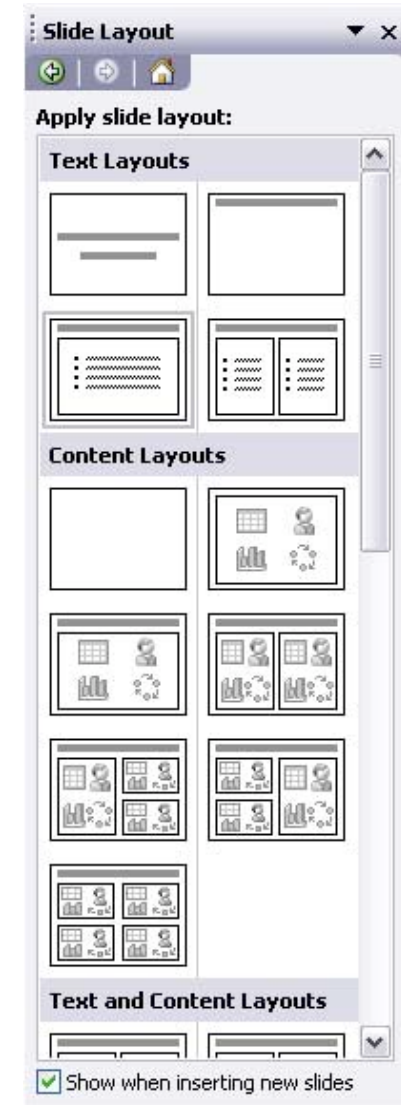 Slide Layout
Apply slide layout:
Text Layouts
Content Layouts
Text and Content Layouts
Show when inserting new slides